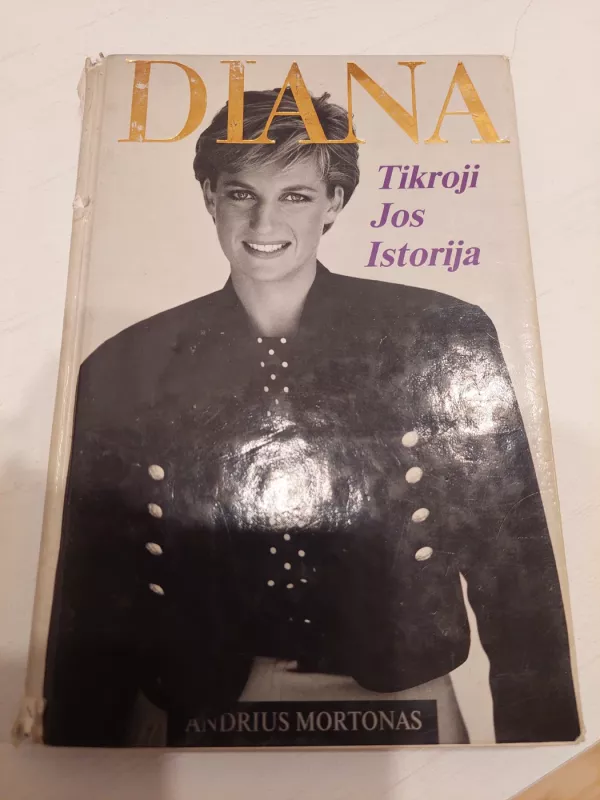 DIANA
Tikroji
Jos
Istorija
ANDRIUS MORTONAS